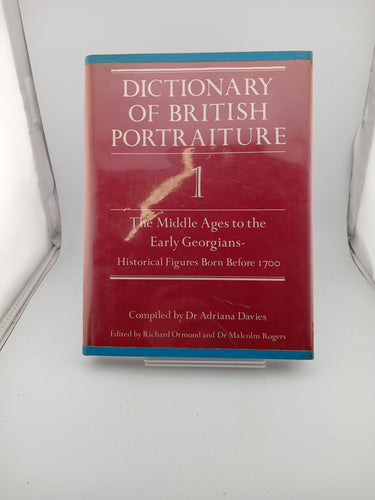 DICTIONARY
OF BRITISH
PORTRAITURE
1
The Middle Ages to the
Early Georgians-
Historical Figures Born Before 1700
Compiled by Dr Adriana Davies
Edited by Richard Ormond and Dr Malcolm Rogers